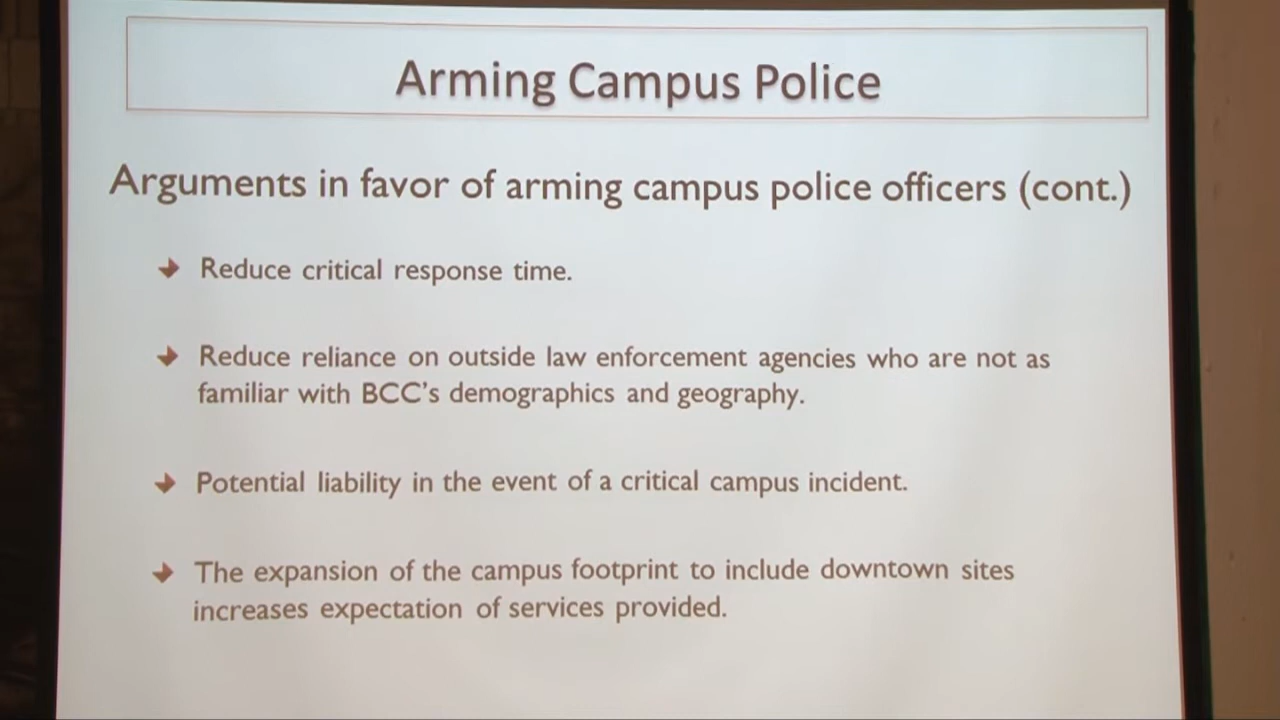 Arming Campus Police
Arguments in favor of arming campus police officers (cont.)
Reduce critical response time.
Reduce reliance on outside law enforcement agencies who are not as
familiar with BCC's demographics and geography.
Potential liability in the event of a critical campus incident.
The expansion of the campus footprint to include downtown sites
increases expectation of services provided.